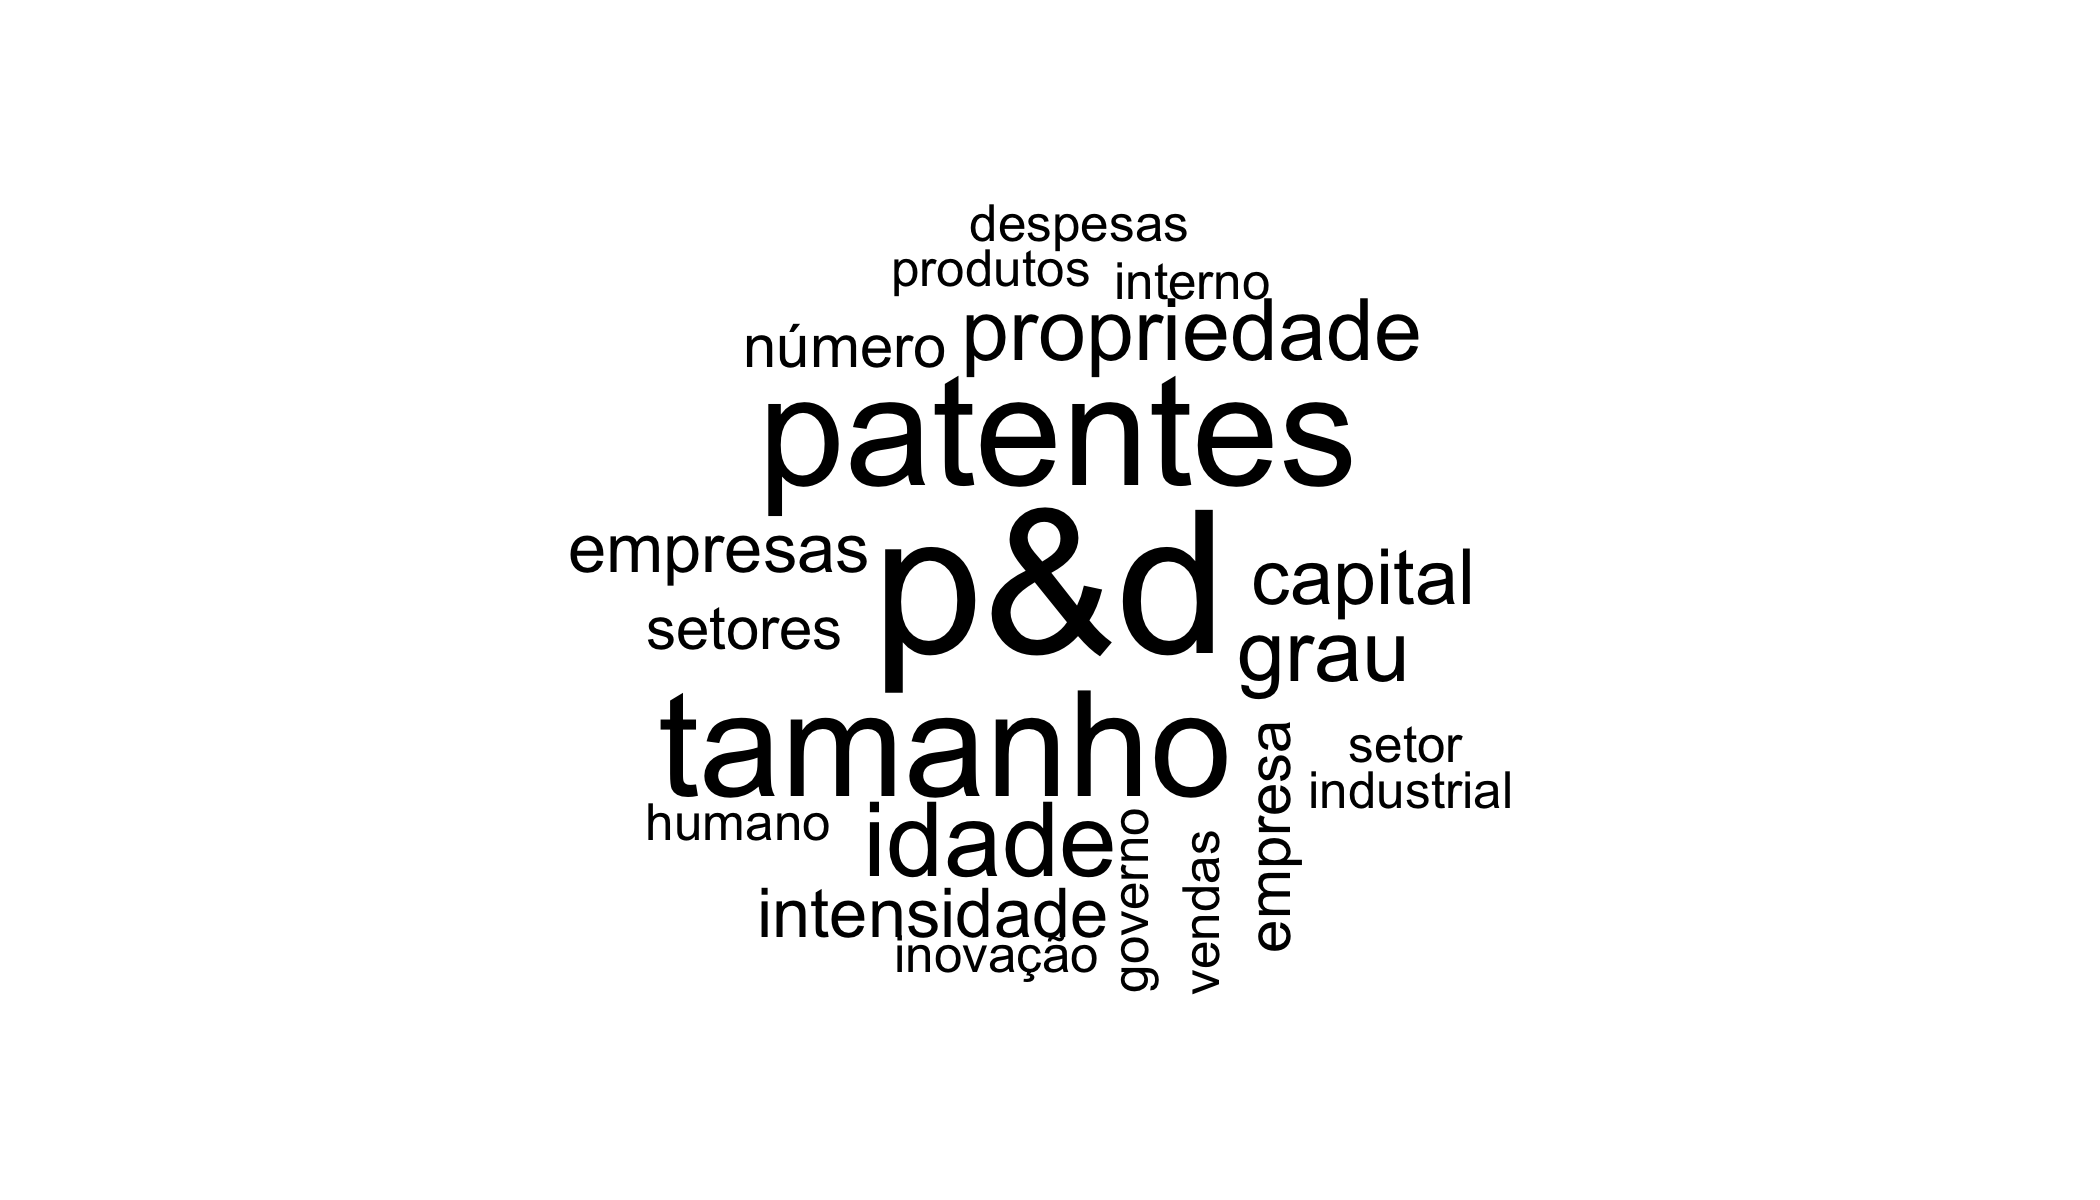 despesas
produtos
interno
número
propriedade
patentes
empresas
p&d
capital
setores
grau
tamanho
setor
industrial
empresa
humano
idade
governo
vendas
intensidade
inovação